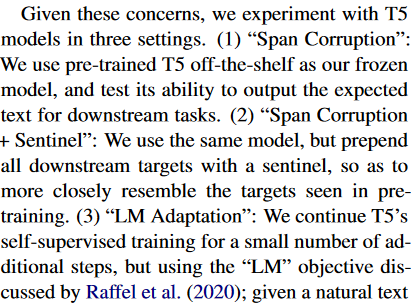 Given these concerns, we experiment with T5
models in three settings. (1) “Span Corruption”:
We use pre-trained T5 off-the-shelf as our frozen
model, and test its ability to output the expected
text for downstream tasks. (2) “Span Corruption
+ Sentinel”: We use the same model, but prepend
all downstream targets with a sentinel, so as to
more closely resemble the targets seen in pre-
training. (3) “LM Adaptation”: We continue T5’s
self-supervised training for a small number of ad-
ditional steps, but using the “LM” objective dis-
cussed by Raffel et al. (2020); given a natural text